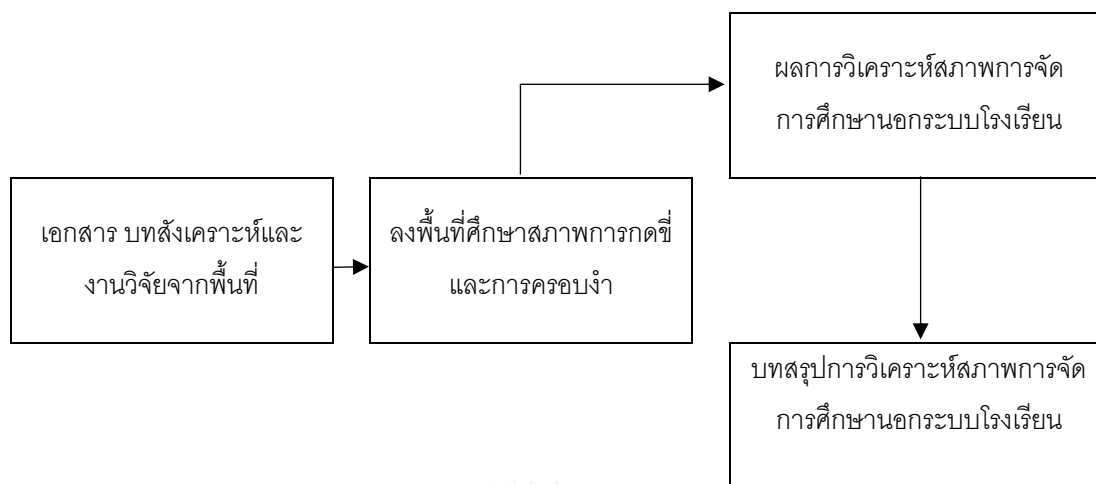 เอกสาร บทสังเคราะห์และ
งานวิจัยจากพื้นที่
ลงพื้นที่ศึกษาสภาพการกดขี่
และการครอบงำ
ผลการวิเคราะห์สภาพการจัด
การศึกษานอกระบบโรงเรียน
บทสรุปการวิเคราะห์สภาพการจัด
การศึกษานอกระบบโรงเรียน